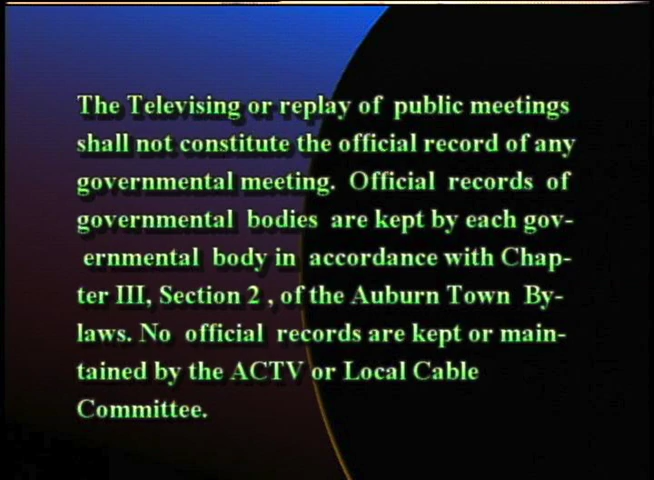 The Televising or replay of public meetings
shall not constitute the official record of any
governmental meeting. Official records of
governmental bodies are kept by each gov-
ernmental body in accordance with Chap-
ter III, Section 2 , of the Auburn Town By-
laws. No official records are kept or main-
tained by the ACTV or Local Cable
Committee.